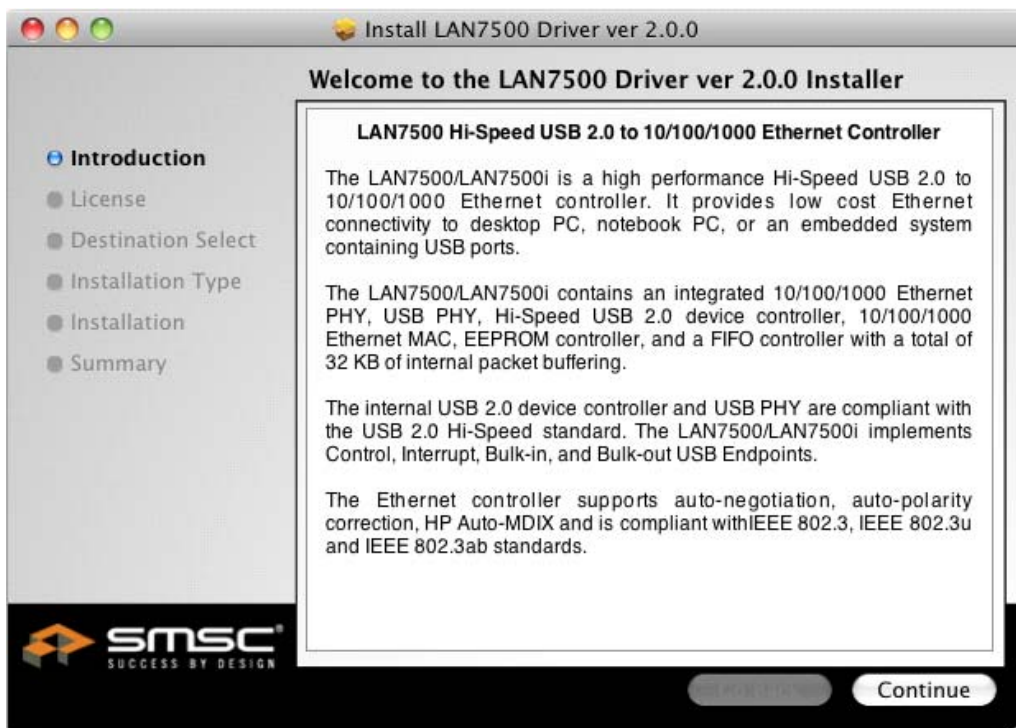 Install LAN7500 Driver ver 2.0.0
Welcome to the LAN7500 Driver ver 2.0.0 Installer
Introduction
License
Destination Select
Installation Type
Installation
Summary
LAN7500 Hi-Speed USB 2.0 to 10/100/1000 Ethernet Controller
The LAN7500/LAN7500i is a high performance Hi-Speed USB 2.0 to
10/100/1000 Ethernet controller. It provides low cost Ethernet
connectivity to desktop PC, notebook PC, or an embedded system
containing USB ports.
The LAN7500/LAN7500i contains an integrated 10/100/1000 Ethernet
PHY, USB PHY, Hi-Speed USB 2.0 device controller, 10/100/1000
Ethernet MAC, EEPROM controller, and a FIFO controller with a total of
32 KB of internal packet buffering.
The internal USB 2.0 device controller and USB PHY are compliant with
the USB 2.0 Hi-Speed standard. The LAN7500/LAN7500i implements
Control, Interrupt, Bulk-in, and Bulk-out USB Endpoints.
The Ethernet controller supports auto-negotiation, auto-polarity
correction, HP Auto-MDIX and is compliant withIEEE 802.3, IEEE 802.3u
and IEEE 802.3ab standards.
smsc
SUCCESS BY DESIGN
Continue